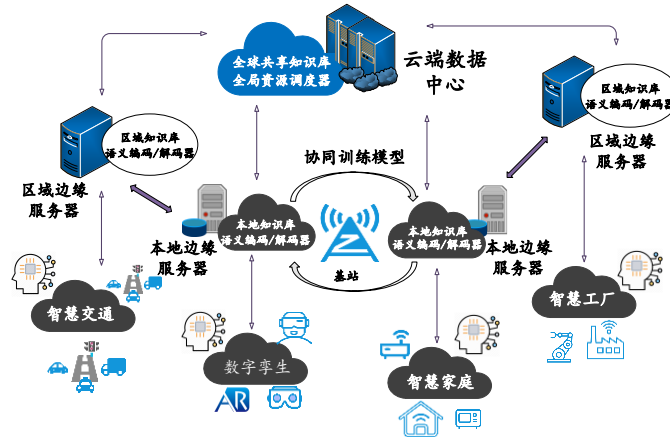 全球共享知识库
全局资源调度器
云端数据
中心
区域知识库
语义编码/解码器
区域边缘
服务器
区域知识库
语义编码/解码器
区域边缘
服务器
协同训练模型
本地知识库
语义编码/解码器
本地边缘
服务器
基站
本地知识库
语义编码/解码器
本地边缘
服务器
智慧交通
数字孪生
AR
智慧家庭
智慧工厂